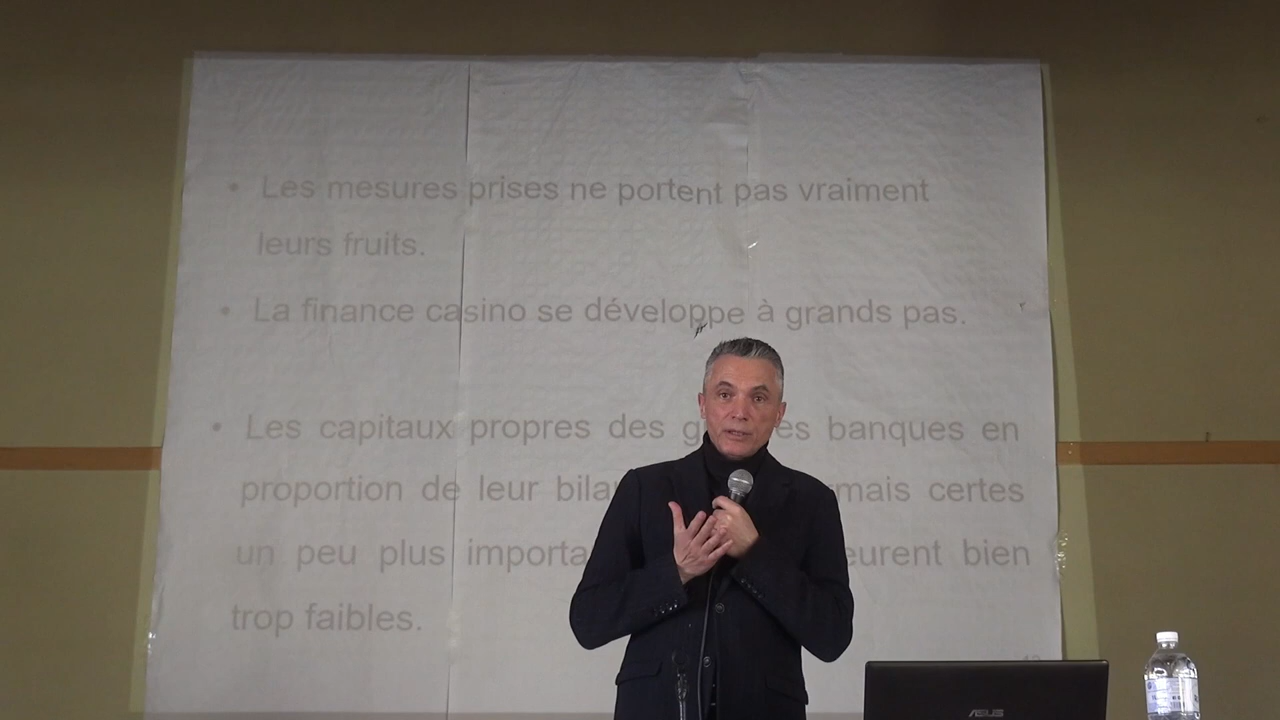 • Les mesures prises ne portent pas vraiment
leurs fruits.
• La finance casino se développe à grands pas.
• Les capitaux propres des banques en
proportion de leur certes
un peu plus bien
trop faibles.
ASUS